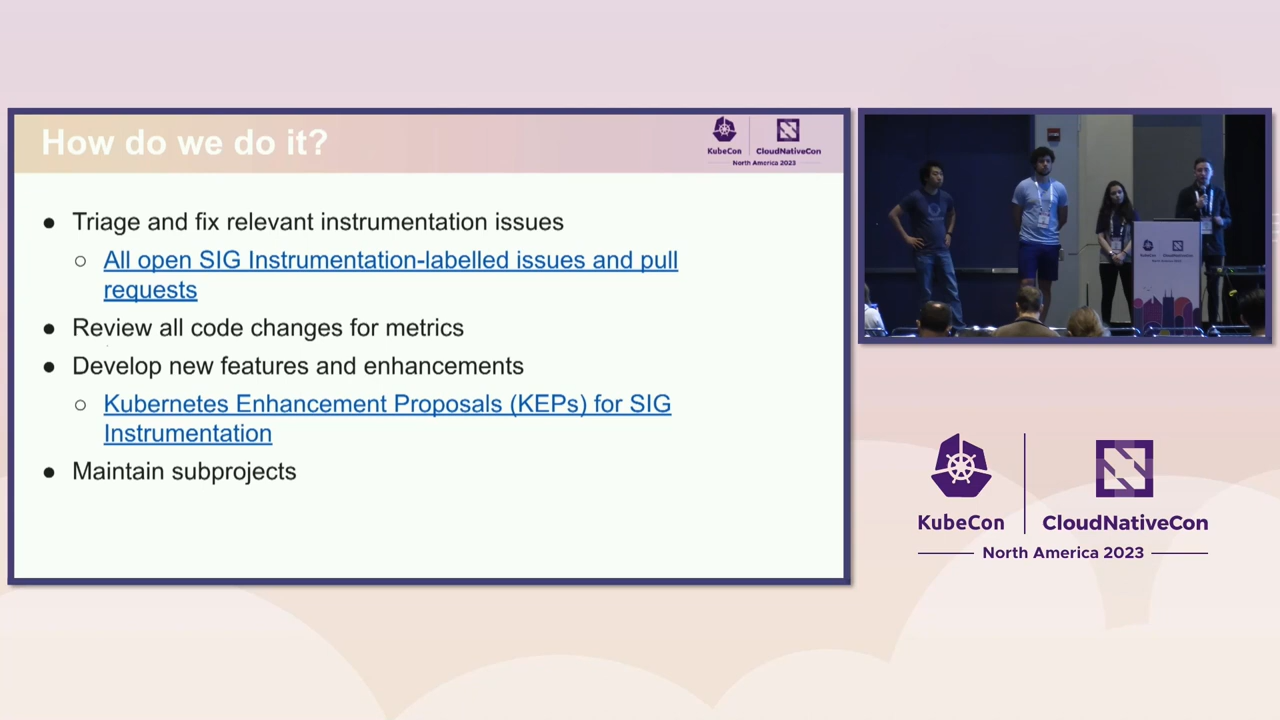 How do we do it?
KubeCon
CloudNativeCon
North America 2023
● Triage and fix relevant instrumentation issues
○ All open SIG Instrumentation-labelled issues and pull
requests
● Review all code changes for metrics
● Develop new features and enhancements
○ Kubernetes Enhancement Proposals (KEPs) for SIG
Instrumentation
● Maintain subprojects
KubeCon
CloudNativeCon
North America 2023